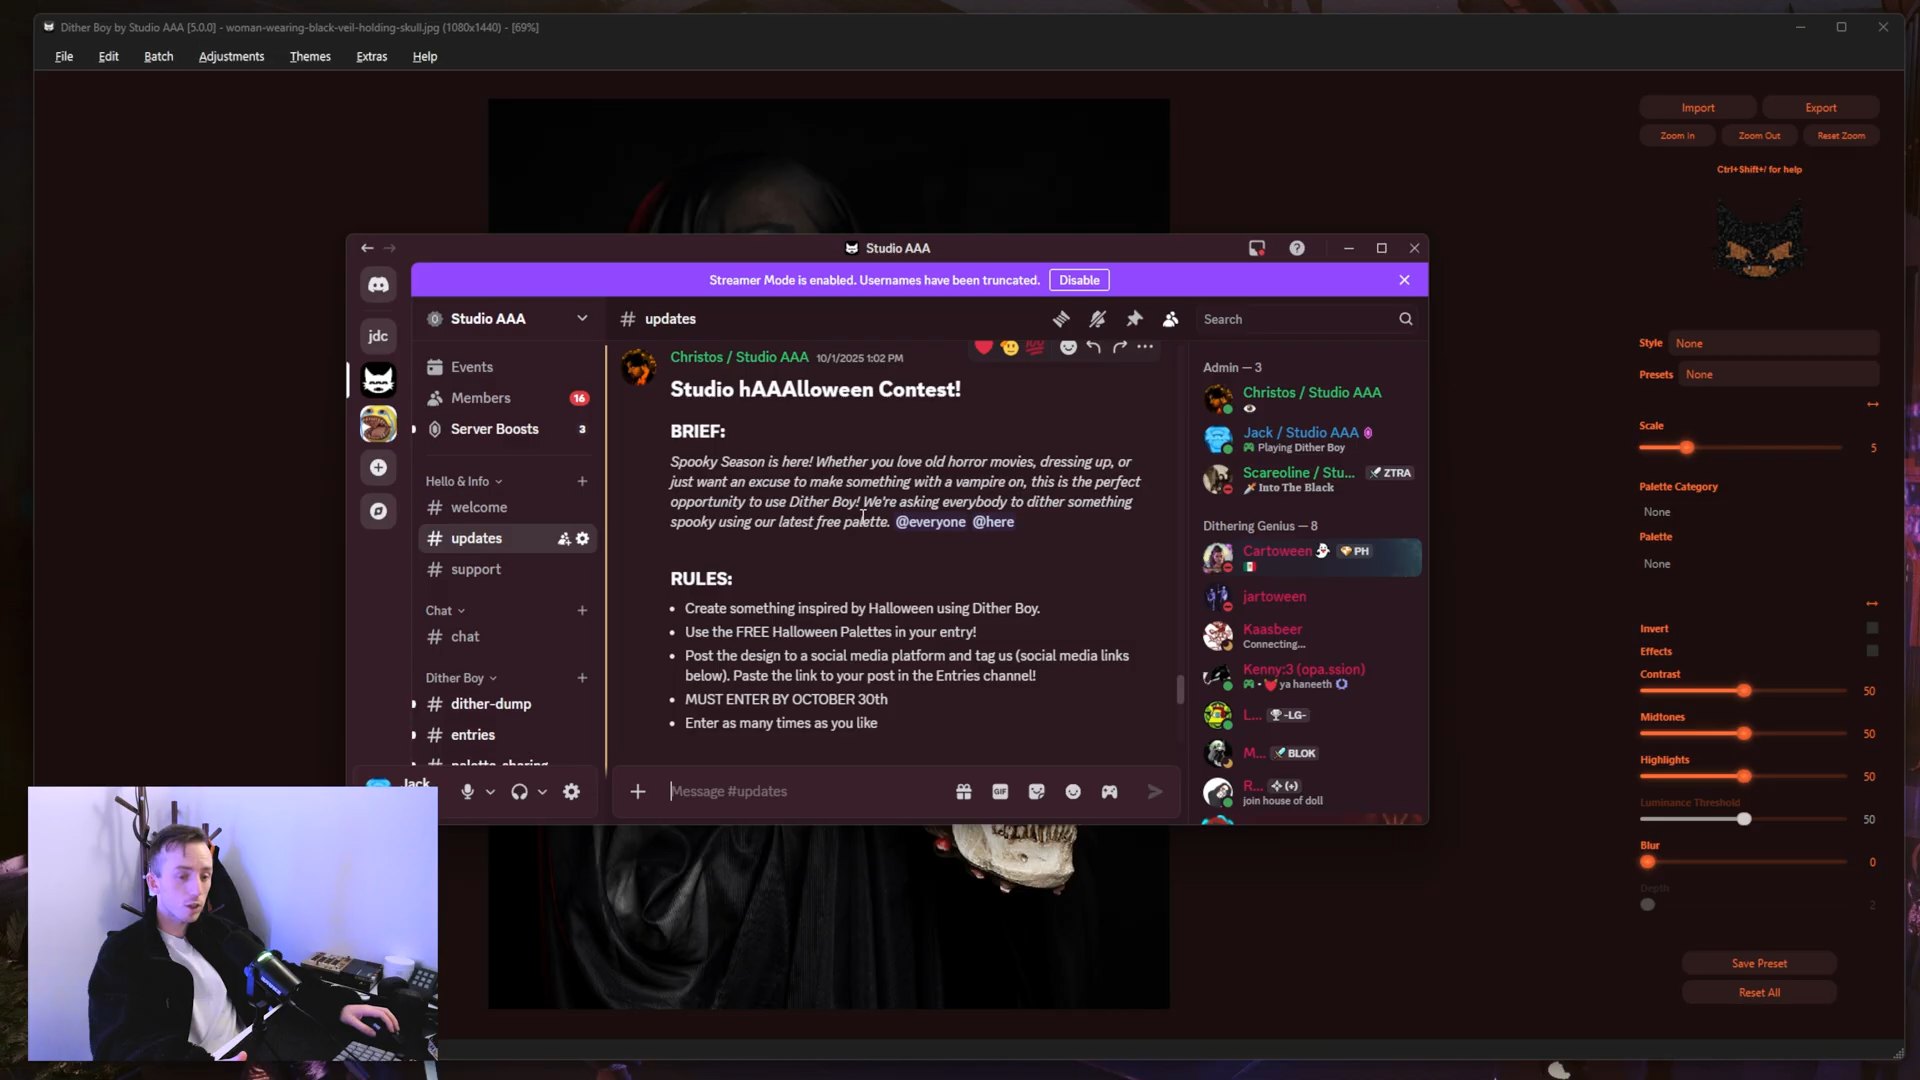 Dither Boy by Studio AAA [5.0.0] - woman-wearing-black-veil-holding-skull.jpg (1080x1440) - [69%]
File Edit Batch Adjustments Themes Extras Help
Import Export
Zoom In Zoom Out Reset Zoom
Ctrl+Shift+/ for help
Style None
Presets None
Scale
5
Palette Category
None
Palette
None
Invert
Effects
Contrast
50
Midtones
50
Highlights
50
Luminance Threshold
50
Blur
0
Depth
2
Save Preset
Reset All
Studio AAA
Streamer Mode is enabled. Usernames have been truncated. Disable
jdc
Studio AAA
Events
Members 16
Server Boosts 3
Hello & Info
# welcome
# updates
# support
Chat
# chat
Dither Boy
# dither-dump
# entries
# palette-sharing
Jack
# updates
Search
Christos / Studio AAA 10/1/2025 1:02 PM
Studio hAAAlloween Contest!
BRIEF:
Spooky Season is here! Whether you love old horror movies, dressing up, or
just want an excuse to make something with a vampire on, this is the perfect
opportunity to use Dither Boy! We're asking everybody to dither something
spooky using our latest free palette. @everyone @here
RULES:
• Create something inspired by Halloween using Dither Boy.
• Use the FREE Halloween Palettes in your entry!
• Post the design to a social media platform and tag us (social media links
below). Paste the link to your post in the Entries channel!
• MUST ENTER BY OCTOBER 30th
• Enter as many times as you like
Message #updates
GIF
Admin — 3
Christos / Studio AAA
Jack / Studio AAA
Playing Dither Boy
Scareoline / Stu... ZTRA
Into The Black
Dithering Genius — 8
Cartoween PH
jartoween
Kaasbeer
Connecting...
Kenny:3 (opa.ssion)
ya haneeth
L... -LG-
M... BLOK
R... (+)
join house of doll